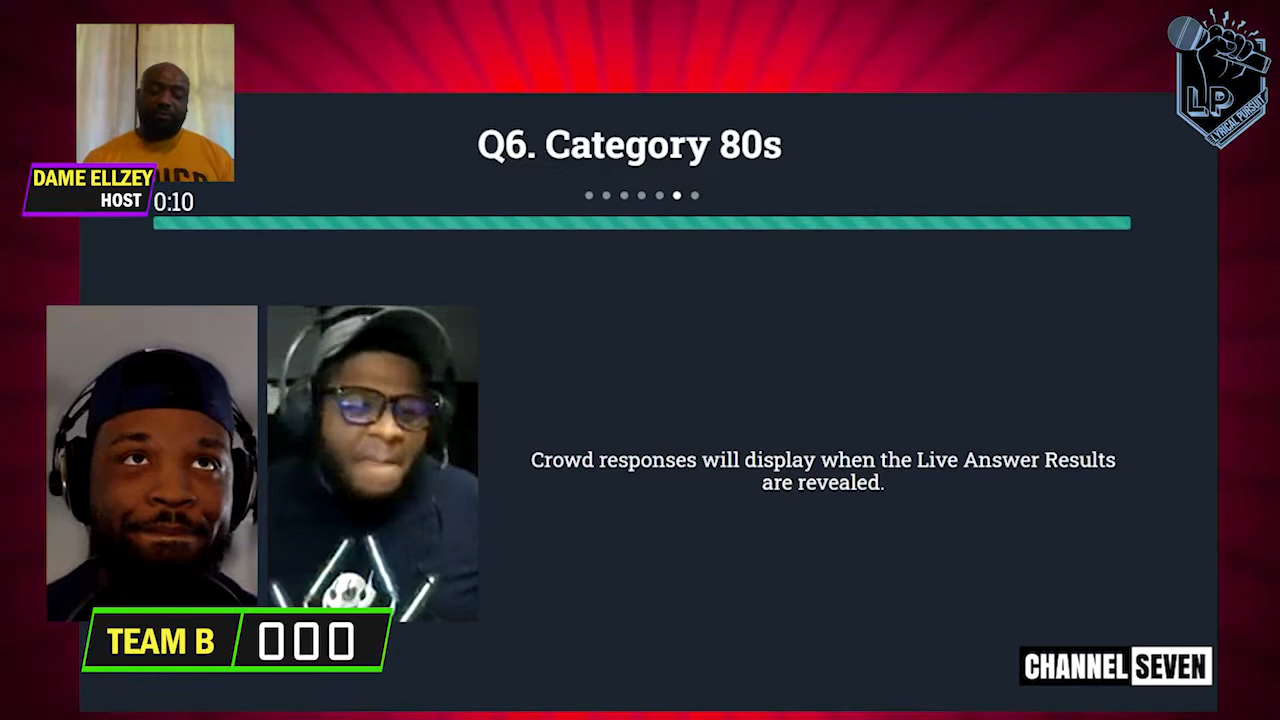 Q6. Category 80s
DAME ELLZEY
HOST
0:10
Crowd responses will display when the Live Answer Results
are revealed.
TEAM B
000
CHANNEL SEVEN
LP
LYRICAL PURSUIT